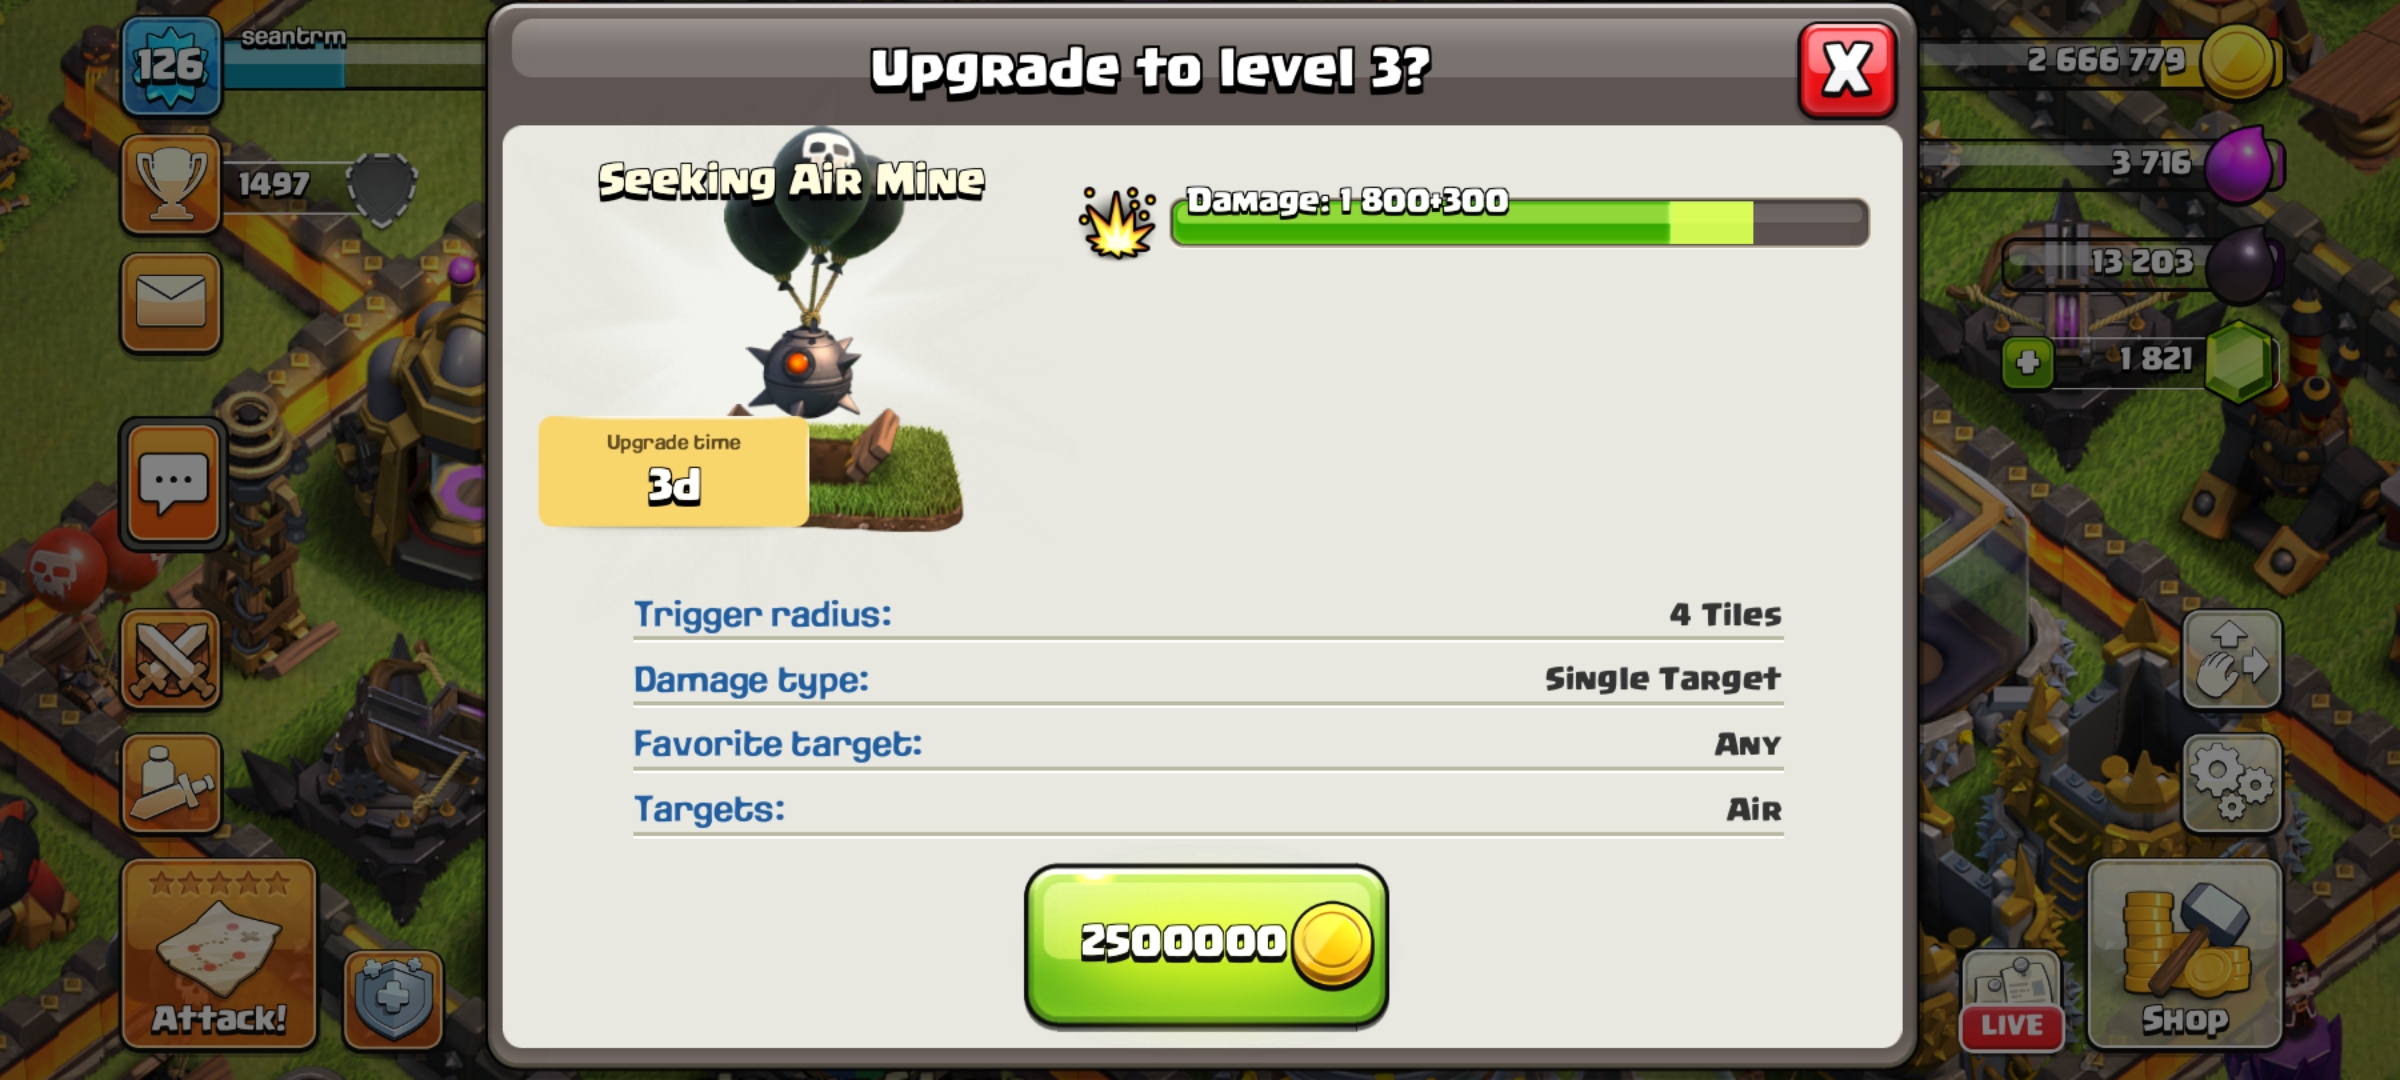 126
seantrm
1497
Attack!
Upgrade to level 3?
X
Seeking Air Mine
Damage: 1 800+300
Upgrade time
3d
Trigger radius: 4 Tiles
Damage type: Single Target
Favorite target: Any
Targets: Air
2500000
2 666 779
3 716
13 203
1 821
LIVE
Shop